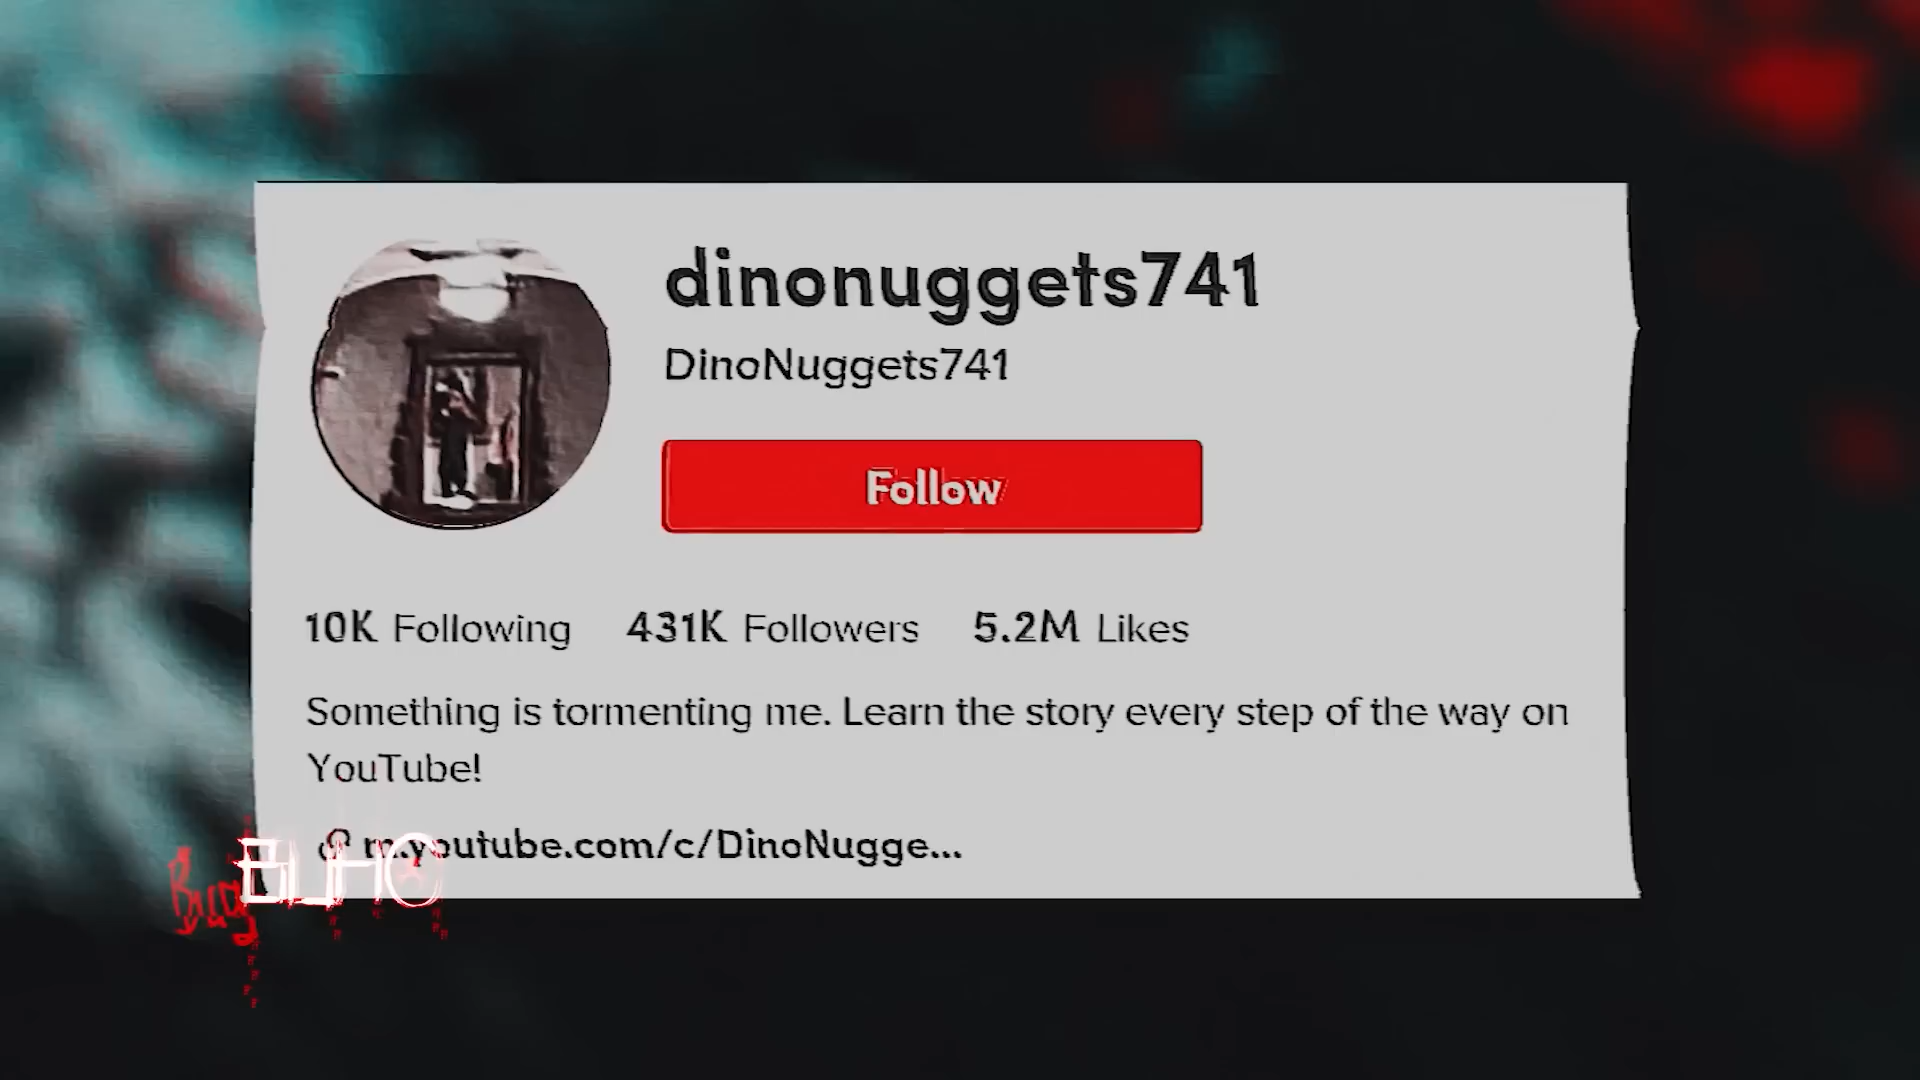 dinonuggets741
DinoNuggets741
Follow
10K Following 431K Followers 5.2M Likes
Something is tormenting me. Learn the story every step of the way on
YouTube!
m.youtube.com/c/DinoNugge...